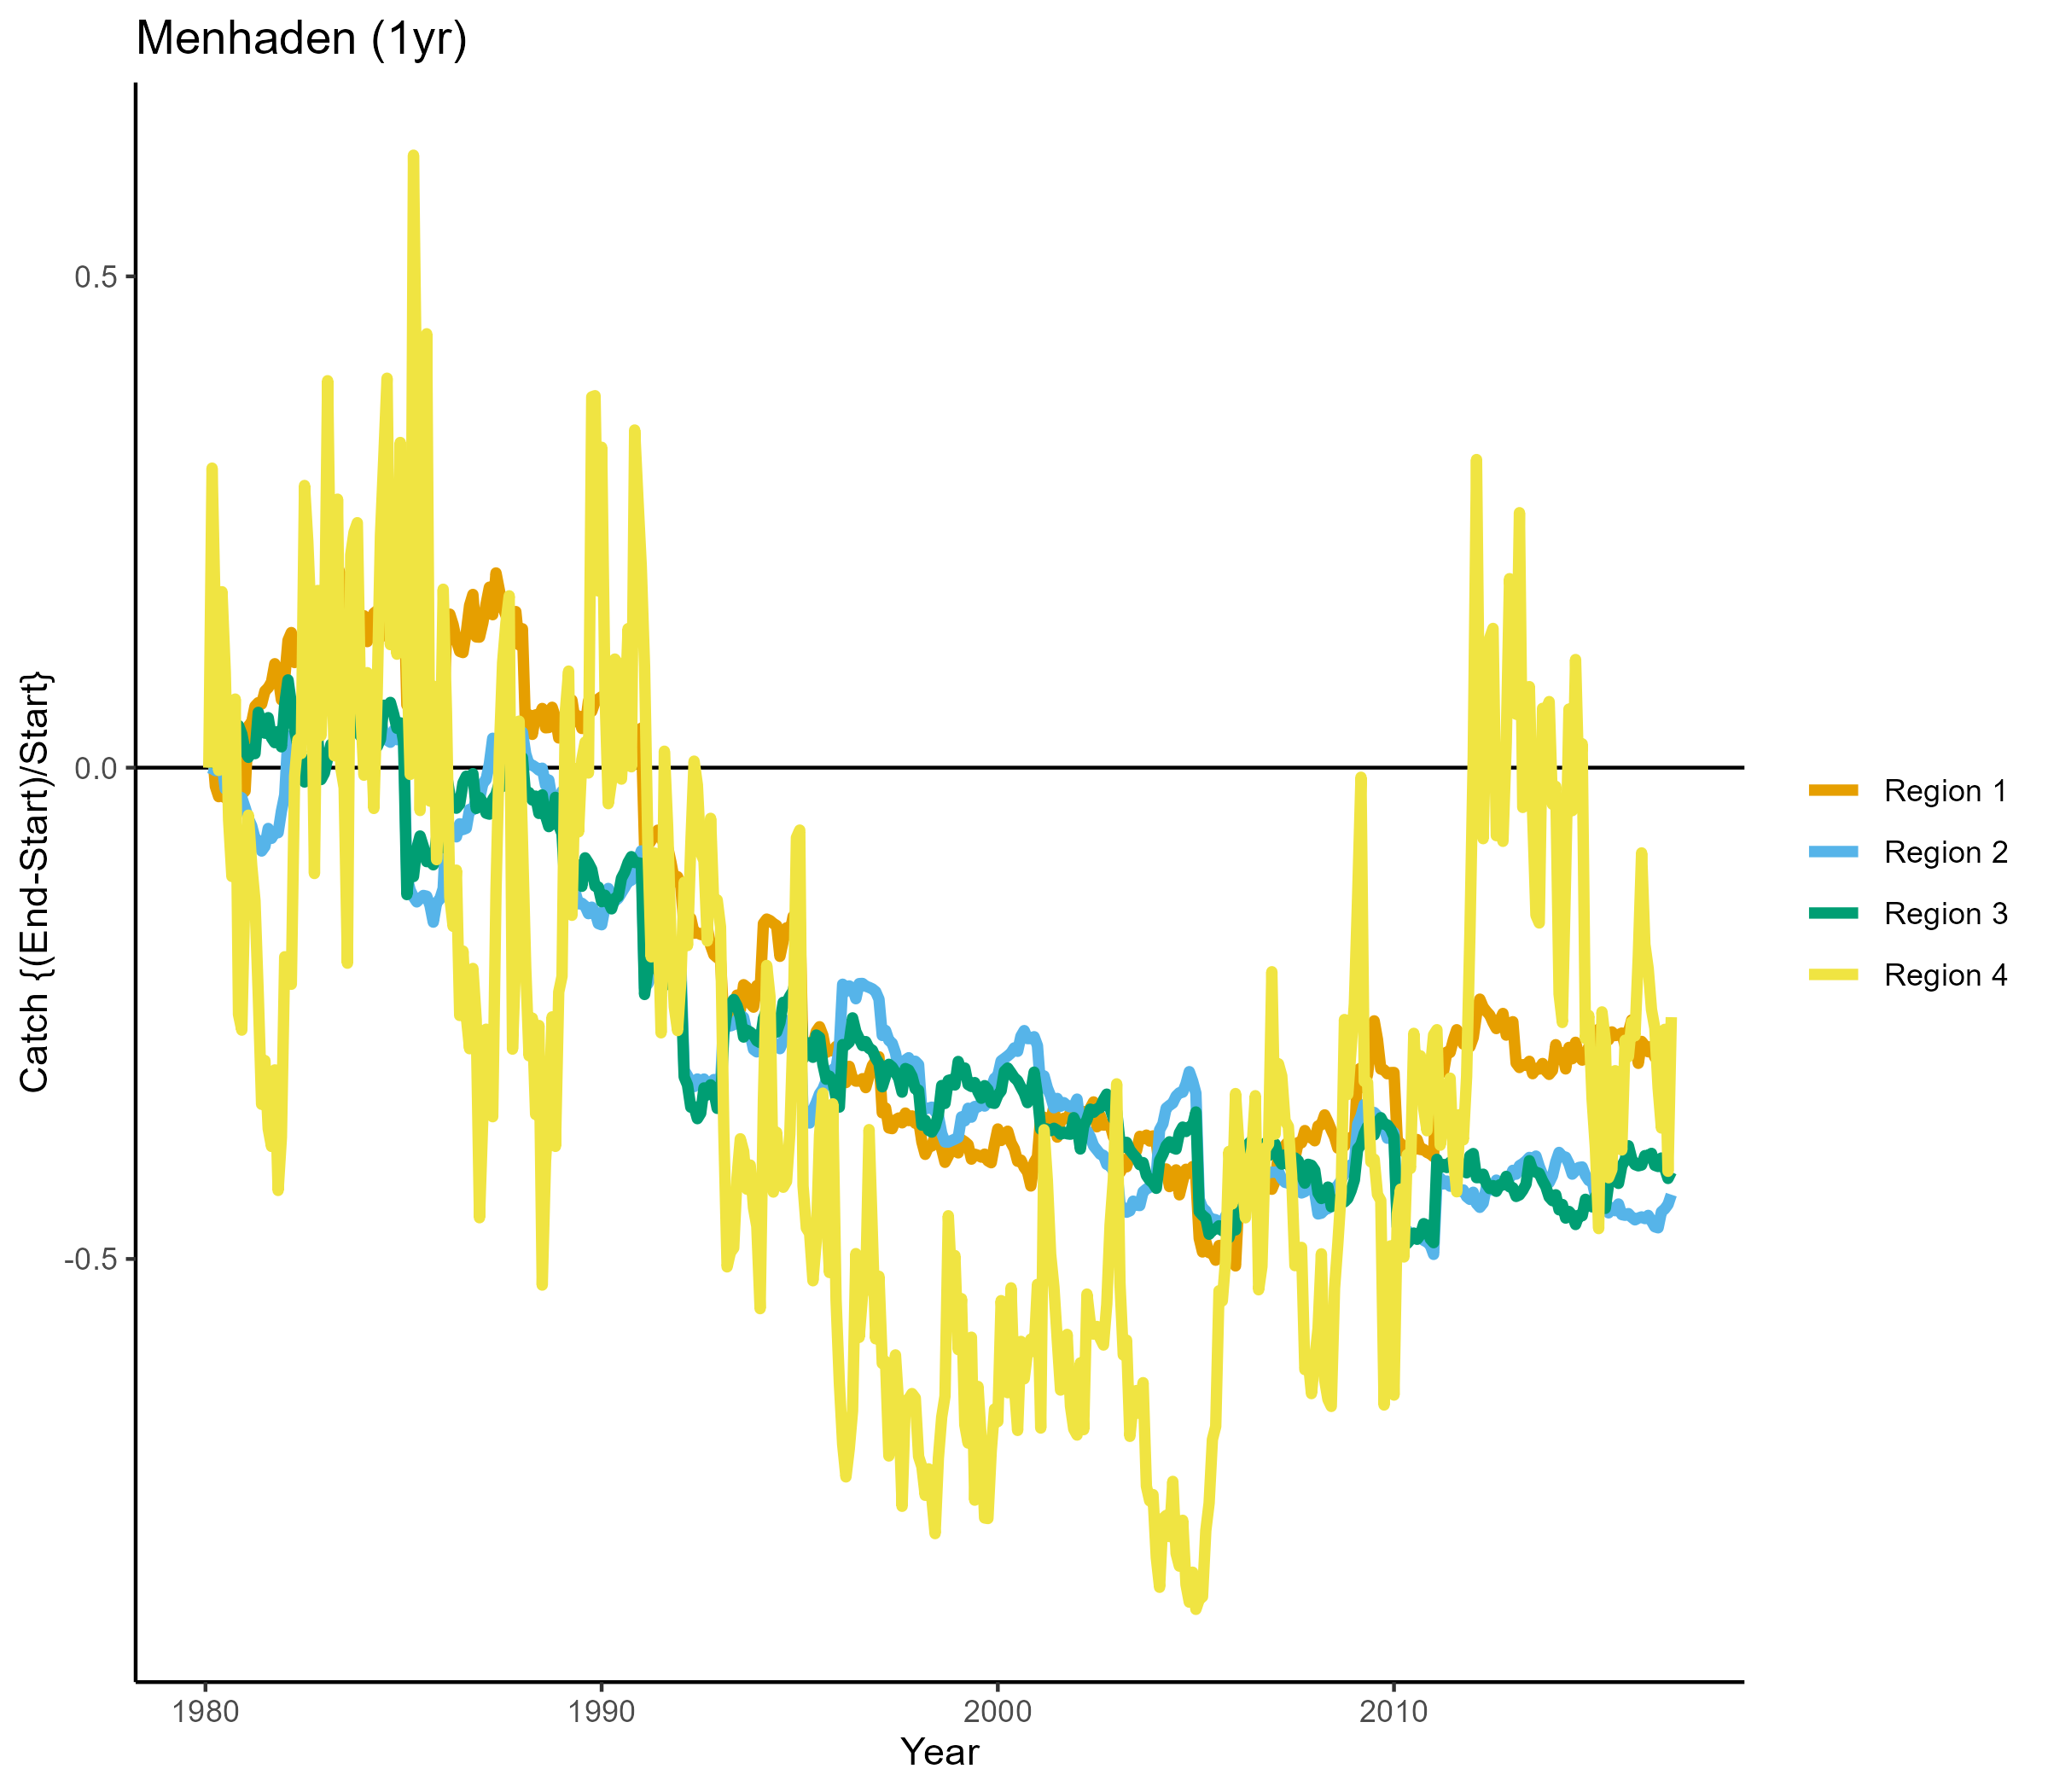 Menhaden (1yr)
Catch {(End-Start)/Start}
0.5
0.0
-0.5
1980
1990
2000
2010
Year
Region 1
Region 2
Region 3
Region 4